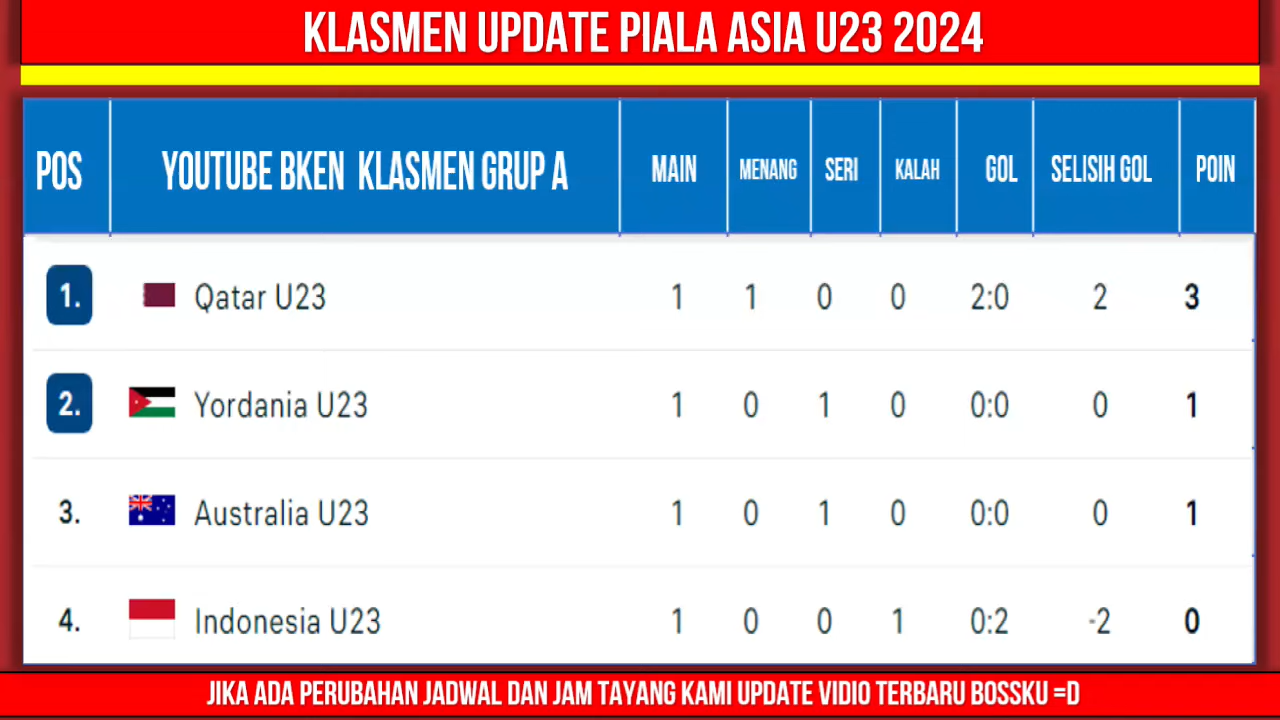 KLASMEN UPDATE PIALA ASIA U23 2024
POS YOUTUBE BKEN KLASMEN GRUP A MAIN MENANG SERI KALAH GOL SELISIH GOL POIN
1. Qatar U23 1 1 0 0 2:0 2 3
2. Yordania U23 1 0 1 0 0:0 0 1
3. Australia U23 1 0 1 0 0:0 0 1
4. Indonesia U23 1 0 0 1 0:2 -2 0
JIKA ADA PERUBAHAN JADWAL DAN JAM TAYANG KAMI UPDATE VIDIO TERBARU BOSSKU =D